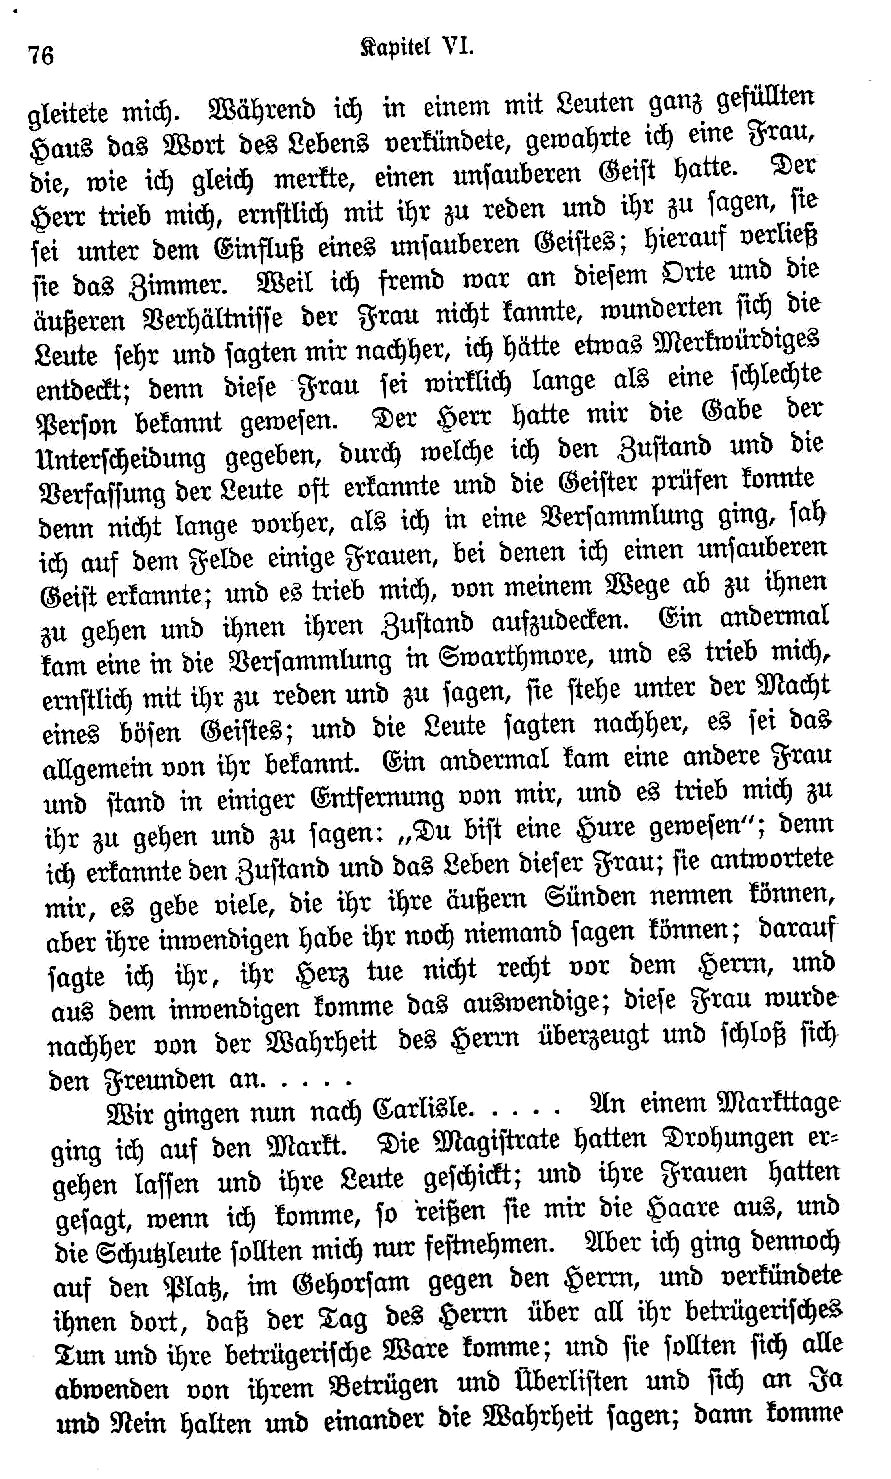 76
Kapitel VI.
gleitete mich. Während ich in einem mit Leuten ganz gefüllten
Haus das Wort des Lebens verkündete, gewahrte ich eine Frau,
die, wie ich gleich merkte, einen unsauberen Geist hatte. Der
Herr trieb mich, ernstlich mit ihr zu reden und ihr zu sagen, sie
sei unter dem Einfluß eines unsauberen Geistes; hierauf verließ
sie das Zimmer. Weil ich fremd war an diesem Orte und die
äußeren Verhältnisse der Frau nicht kannte, wunderten sich die
Leute sehr und sagten mir nachher, ich hätte etwas Merkwürdiges
entdeckt; denn diese Frau sei wirklich lange als eine schlechte
Person bekannt gewesen. Der Herr hatte mir die Gabe der
Unterscheidung gegeben, durch welche ich den Zustand und die
Verfassung der Leute oft erkannte und die Geister prüfen konnte
denn nicht lange vorher, als ich in eine Versammlung ging, sah
ich auf dem Felde einige Frauen, bei denen ich einen unsauberen
Geist erkannte; und es trieb mich, von meinem Wege ab zu ihnen
zu gehen und ihnen ihren Zustand aufzudecken. Ein andermal
kam eine in die Versammlung in Swarthmore, und es trieb mich,
ernstlich mit ihr zu reden und zu sagen, sie stehe unter der Macht
eines bösen Geistes; und die Leute sagten nachher, es sei das
allgemein von ihr bekannt. Ein andermal kam eine andere Frau
und stand in einiger Entfernung von mir, und es trieb mich zu
ihr zu gehen und zu sagen: „Du bist eine Hure gewesen"; denn
ich erkannte den Zustand und das Leben dieser Frau; sie antwortete
mir, es gebe viele, die ihr ihre äußern Sünden nennen können,
aber ihre inwendigen habe ihr noch niemand sagen können; darauf
sagte ich ihr, ihr Herz tue nicht recht vor dem Herrn, und
aus dem inwendigen komme das auswendige; diese Frau wurde
nachher von der Wahrheit des Herrn überzeugt und schloß sich
den Freunden an. . . . .
Wir gingen nun nach Carlisle. . . . . An einem Markttage
ging ich auf den Markt. Die Magistrate hatten Drohungen er=
gehen lassen und ihre Leute geschickt; und ihre Frauen hatten
gesagt, wenn ich komme, so reißen sie mir die Haare aus, und
die Schutzleute sollten mich nur festnehmen. Aber ich ging dennoch
auf den Platz, im Gehorsam gegen den Herrn, und verkündete
ihnen dort, daß der Tag des Herrn über all ihr betrügerisches
Tun und ihre betrügerische Ware komme; und sie sollten sich alle
abwenden von ihrem Betrügen und Überlisten und sich an Ja
und Nein halten und einander die Wahrheit sagen; dann komme